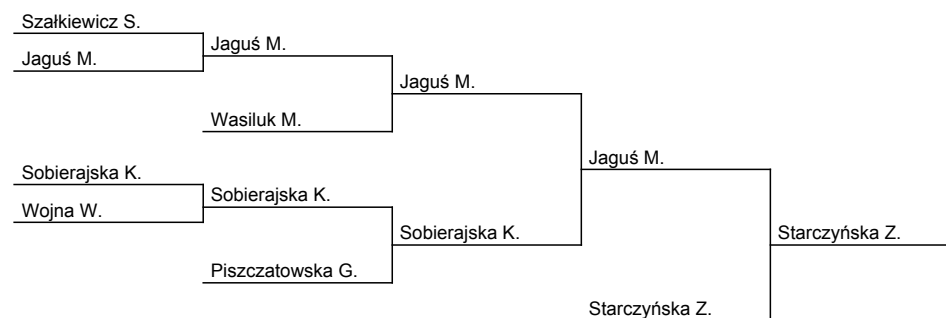 Szałkiewicz S.
Jaguś M.
Jaguś M.
Jaguś M.
Wasiluk M.
Jaguś M.
Sobierajska K.
Sobierajska K.
Wojna W.
Sobierajska K.
Starczyńska Z.
Piszczatowska G.
Starczyńska Z.